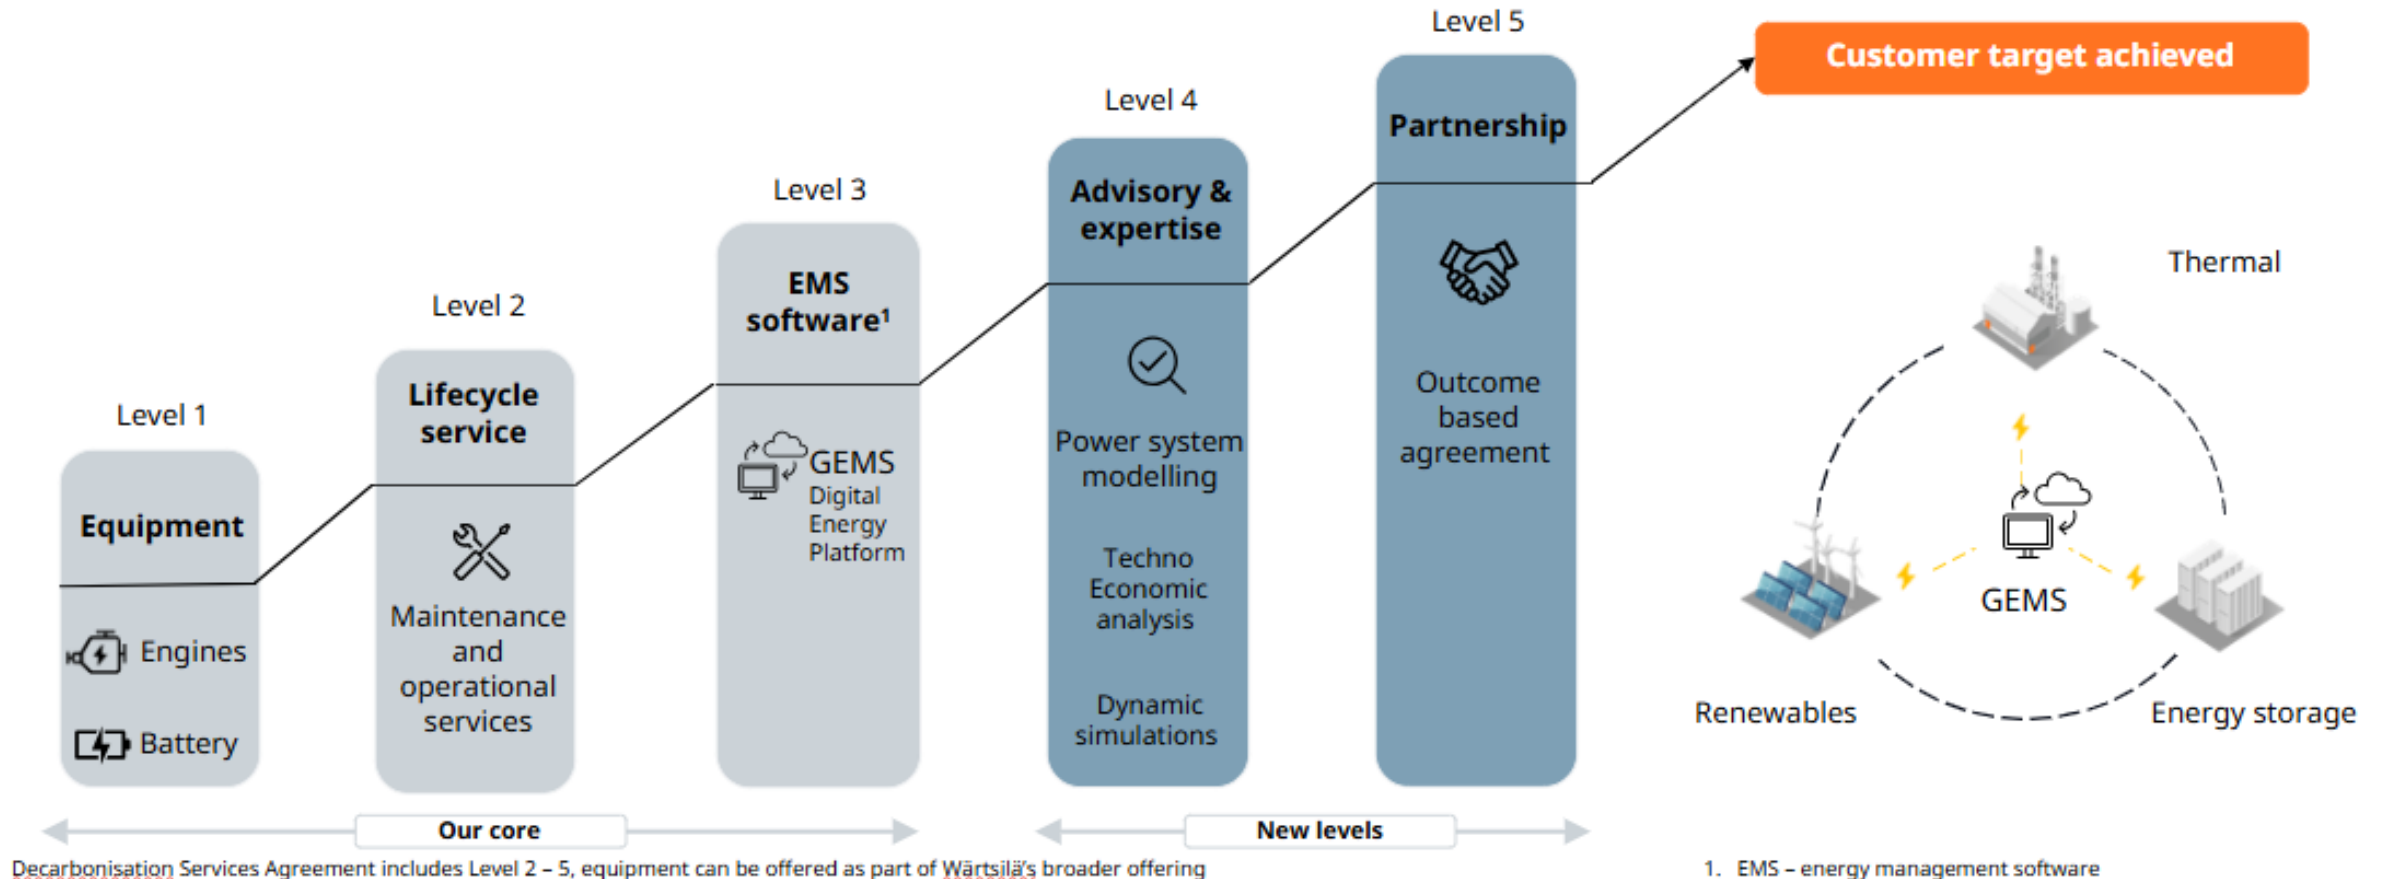 Level 1
Equipment
Engines
Battery
Level 2
Lifecycle
service
Maintenance
and
operational
services
Level 3
EMS
software¹
GEMS
Digital
Energy
Platform
Level 4
Advisory &
expertise
Power system
modelling
Techno
Economic
analysis
Dynamic
simulations
Level 5
Partnership
Outcome
based
agreement
Customer target achieved
Thermal
GEMS
Renewables
Energy storage
Our core
New levels
Decarbonisation Services Agreement includes Level 2 – 5, equipment can be offered as part of Wärtsilä's broader offering
1. EMS – energy management software